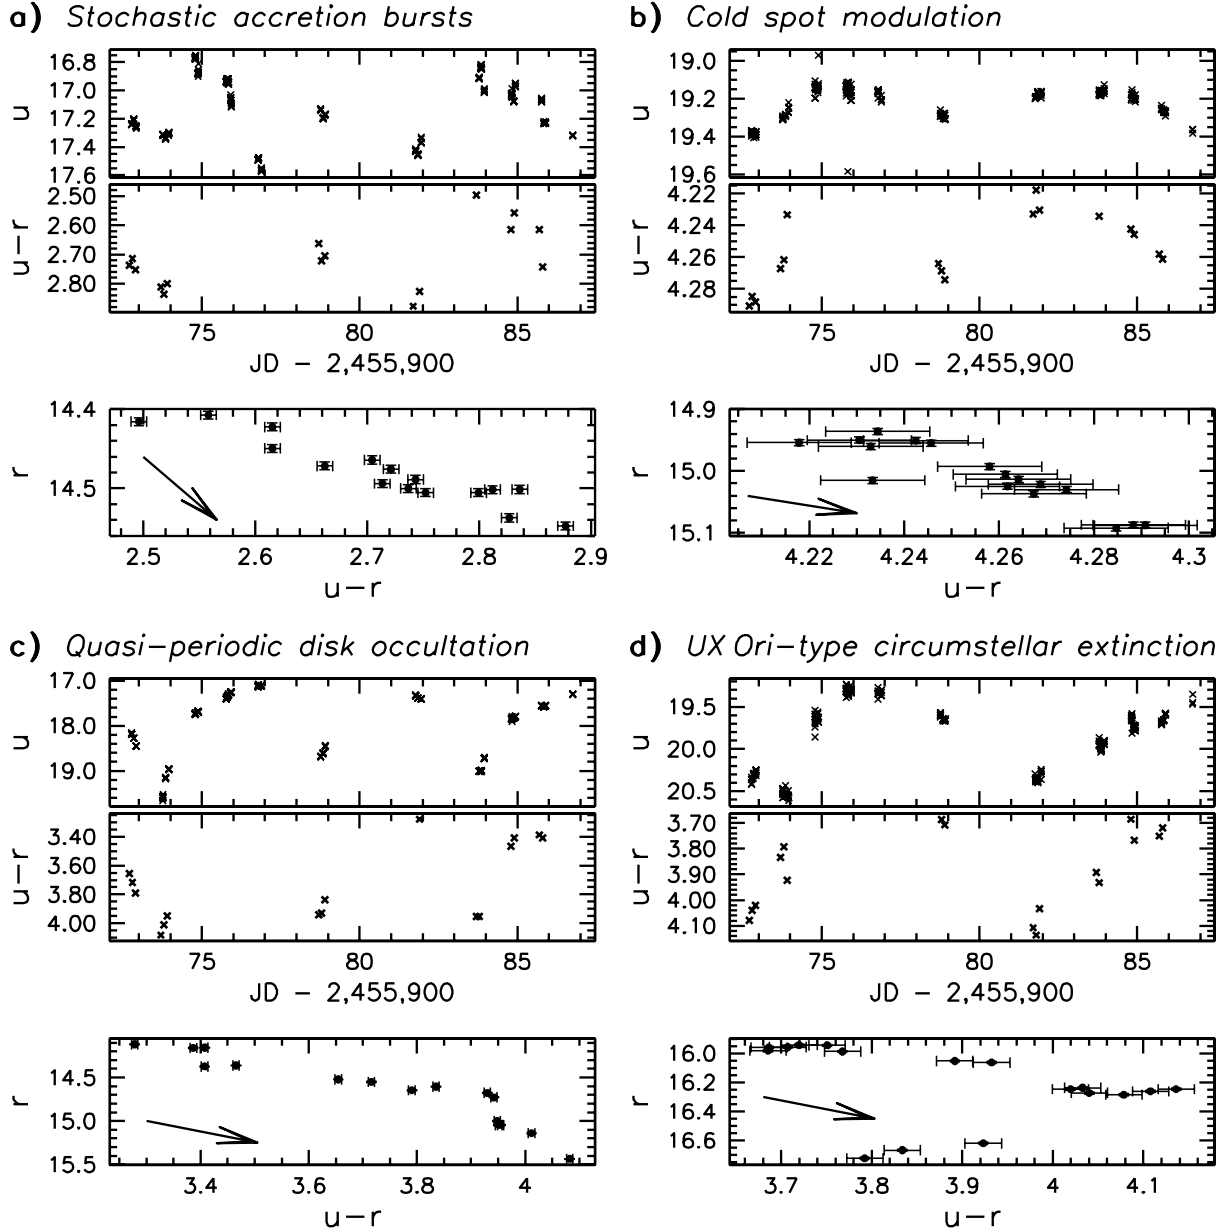 a) Stochastic accretion bursts
b) Cold spot modulation
16.8
17.0
17.2
17.4
17.6
u
19.0
19.2
19.4
19.6
u
2.50
2.60
2.70
2.80
u-r
4.22
4.24
4.26
4.28
u-r
75 80 85
75 80 85
JD - 2,455,900
JD - 2,455,900
14.4
14.5
r
14.9
15.0
15.1
r
2.5 2.6 2.7 2.8 2.9
4.22 4.24 4.26 4.28 4.3
u-r
u-r
c) Quasi-periodic disk occultation
d) UX Ori-type circumstellar extinction
17.0
18.0
19.0
u
19.5
20.0
20.5
u
3.40
3.60
3.80
4.00
u-r
3.70
3.80
3.90
4.00
4.10
u-r
75 80 85
75 80 85
JD - 2,455,900
JD - 2,455,900
14.5
15.0
15.5
r
16.0
16.2
16.4
16.6
r
3.4 3.6 3.8 4
3.7 3.8 3.9 4 4.1
u-r
u-r